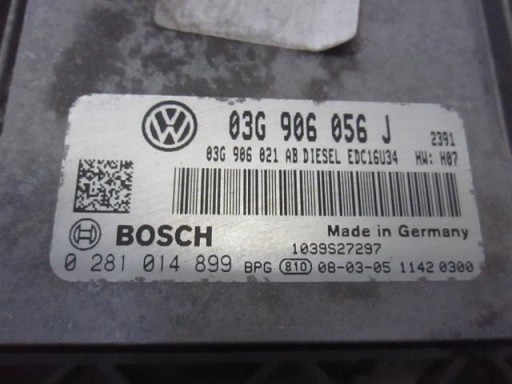 03G 906 056 J 2391
03G 906 021 AB DIESEL EDC16U34 HW: H07
BOSCH Made in Germany
1039S27297
0 281 014 899 BPG 810 08-03-05 1142 0300